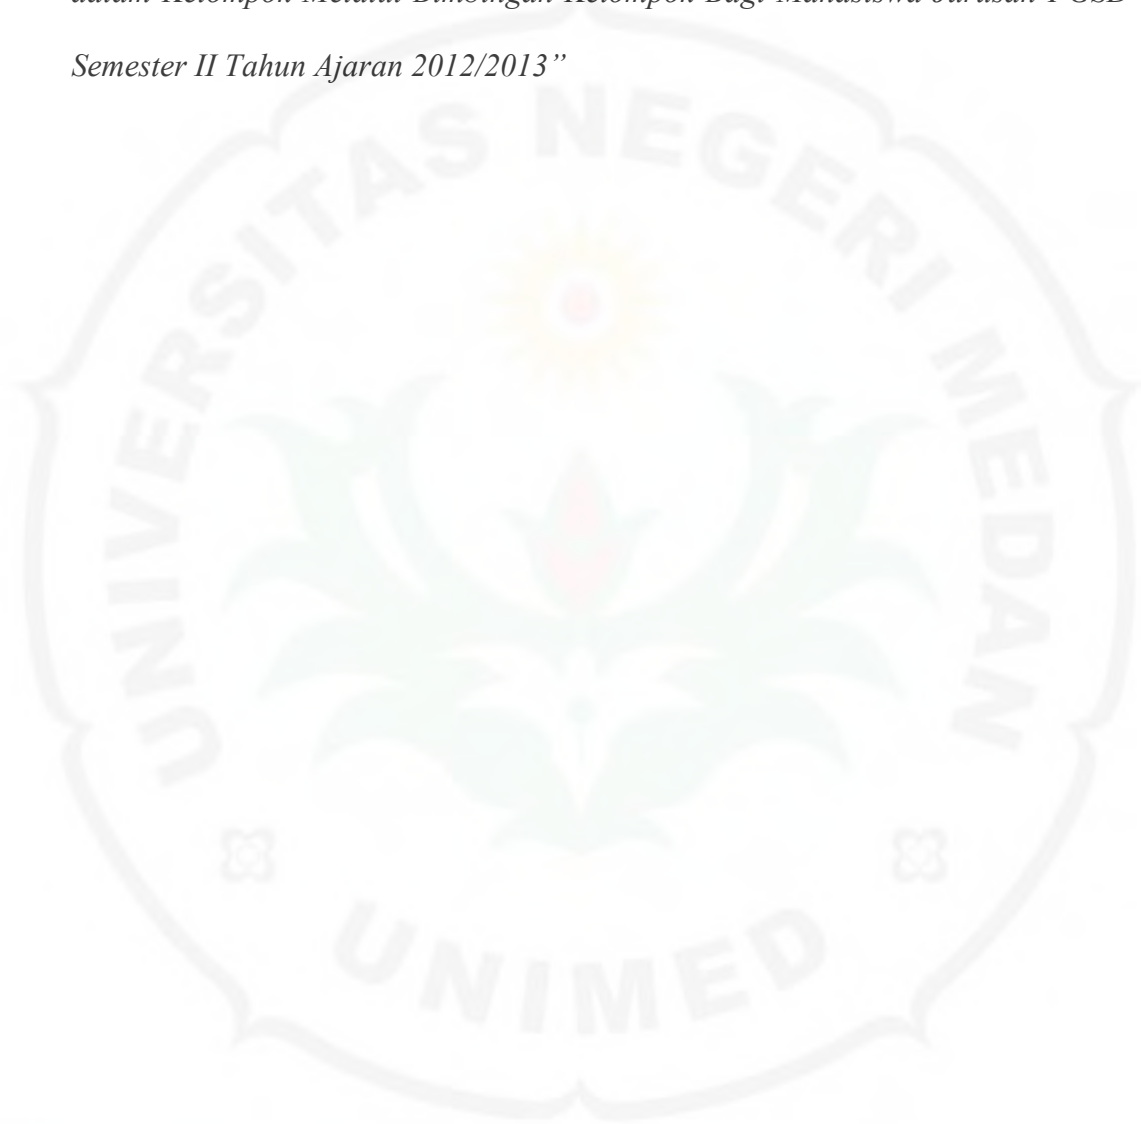 dalam Kelompok Melalui Bimbingan Kelompok Bagi Mahasiswa Jurusan PGSD
Semester II Tahun Ajaran 2012/2013”
UNIVERSITAS NEGERI MEDAN
UNIMED